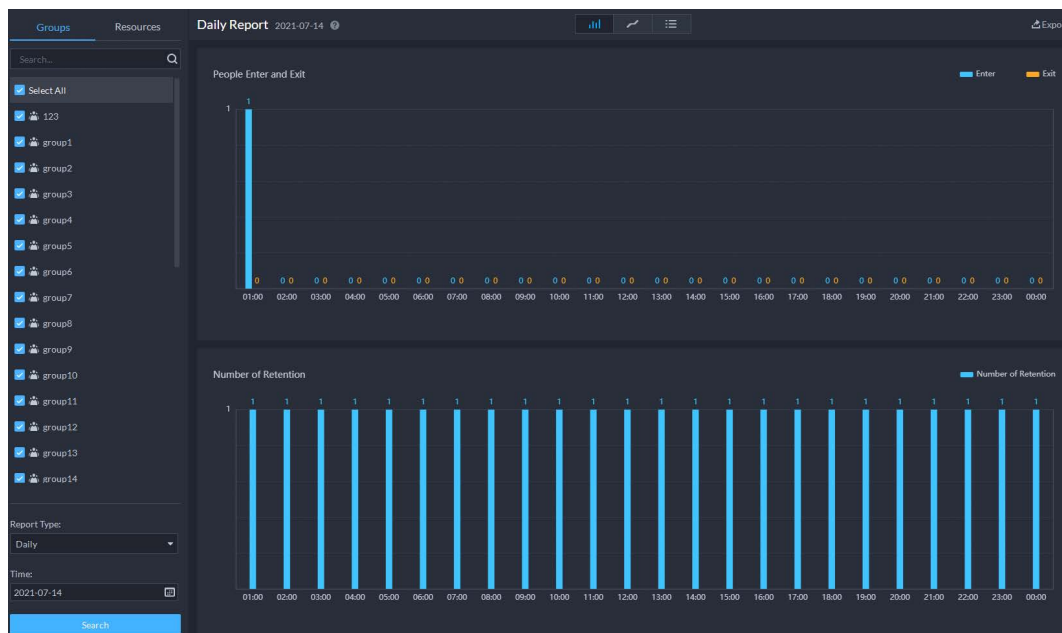 Groups Resources
Search...
Select All
123
group1
group2
group3
group4
group5
group6
group7
group8
group9
group10
group11
group12
group13
group14
Report Type:
Daily
Time:
2021-07-14
Search
Daily Report 2021-07-14
Expo
People Enter and Exit
Enter Exit
1
1
0 0 0 0 0 0 0 0 0 0 0 0 0 0 0 0 0 0 0 0 0 0 0 0 0 0 0 0 0 0 0 0 0 0 0 0 0 0 0 0 0 0 0 0 0 0 0
01:00 02:00 03:00 04:00 05:00 06:00 07:00 08:00 09:00 10:00 11:00 12:00 13:00 14:00 15:00 16:00 17:00 18:00 19:00 20:00 21:00 22:00 23:00 00:00
Number of Retention
Number of Retention
1 1 1 1 1 1 1 1 1 1 1 1 1 1 1 1 1 1 1 1 1 1 1 1
1
01:00 02:00 03:00 04:00 05:00 06:00 07:00 08:00 09:00 10:00 11:00 12:00 13:00 14:00 15:00 16:00 17:00 18:00 19:00 20:00 21:00 22:00 23:00 00:00